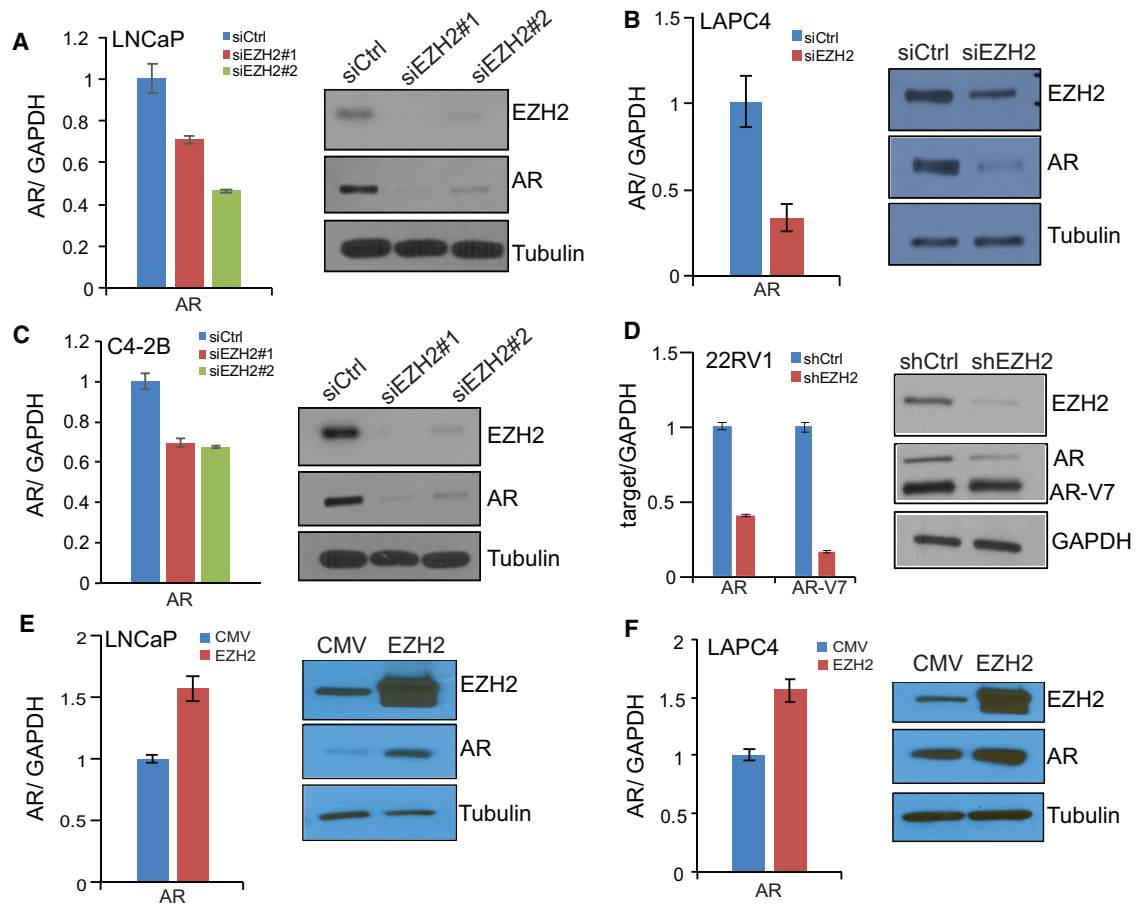 A
LNCaP
siCtrl
siEZH2#1
siEZH2#2
AR/ GAPDH
1.2
1
0.8
0.6
0.4
0.2
0
AR
siCtrl
siEZH2#1
siEZH2#2
EZH2
AR
Tubulin
B
LAPC4
siCtrl
siEZH2
AR/ GAPDH
1.5
1
0.5
0
AR
siCtrl siEZH2
EZH2
AR
Tubulin
C
C4-2B
siCtrl
siEZH2#1
siEZH2#2
AR/ GAPDH
1.2
1
0.8
0.6
0.4
0.2
0
AR
siCtrl
siEZH2#1
siEZH2#2
EZH2
AR
Tubulin
D
22RV1
shCtrl
shEZH2
target/GAPDH
1.5
1
0.5
0
AR AR-V7
shCtrl shEZH2
EZH2
AR
AR-V7
GAPDH
E
LNCaP
CMV
EZH2
AR/ GAPDH
2
1.5
1
0.5
0
AR
CMV EZH2
EZH2
AR
Tubulin
F
LAPC4
CMV
EZH2
AR/ GAPDH
2
1.5
1
0.5
0
AR
CMV EZH2
EZH2
AR
Tubulin